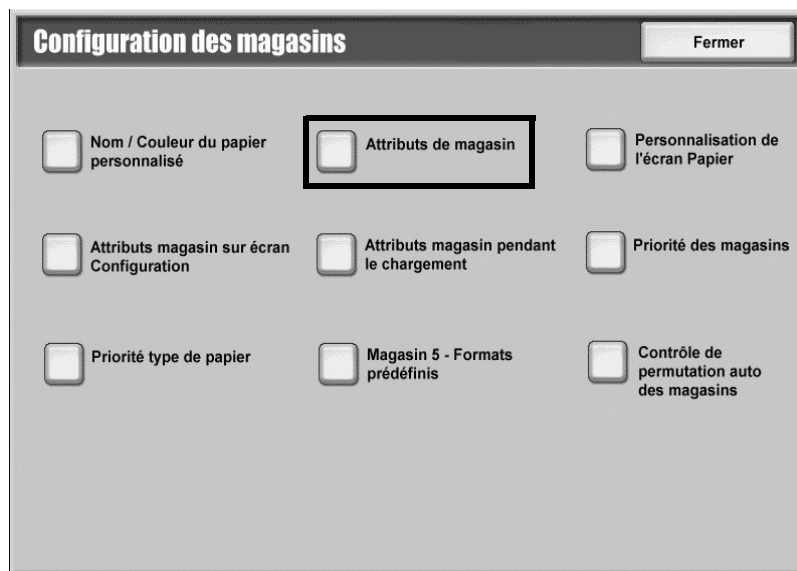 Configuration des magasins
Fermer
Nom / Couleur du papier
personnalisé
Attributs de magasin
Personnalisation de
l'écran Papier
Attributs magasin sur écran
Configuration
Attributs magasin pendant
le chargement
Priorité des magasins
Priorité type de papier
Magasin 5 - Formats
prédéfinis
Contrôle de
permutation auto
des magasins